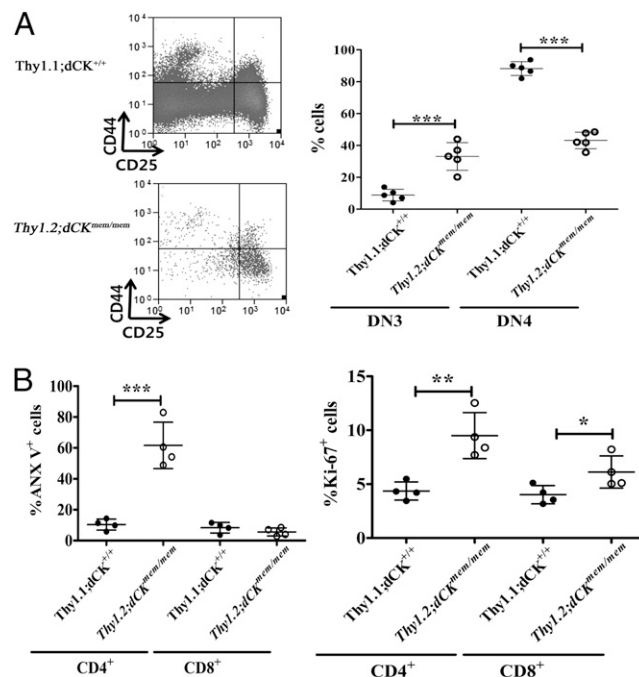 A
Thy1.1;dCK+/+
10⁴
10³
10²
10¹
10⁰
10⁰ 10¹ 10² 10³ 10⁴
CD44
CD25
Thy1.2;dCKmem/mem
10⁴
10³
10²
10¹
10⁰
10⁰ 10¹ 10² 10³ 10⁴
CD44
CD25
% cells
100
80
60
40
20
0
***
***
Thy1.1;dCK+/+
Thy1.2;dCKmem/mem
Thy1.1;dCK+/+
Thy1.2;dCKmem/mem
DN3
DN4
B
%ANX V+ cells
100
80
60
40
20
0
***
Thy1.1;dCK+/+
Thy1.2;dCKmem/mem
Thy1.1;dCK+/+
Thy1.2;dCKmem/mem
CD4+
CD8+
%Ki-67+ cells
15
10
5
0
**
*
Thy1.1;dCK+/+
Thy1.2;dCKmem/mem
Thy1.1;dCK+/+
Thy1.2;dCKmem/mem
CD4+
CD8+